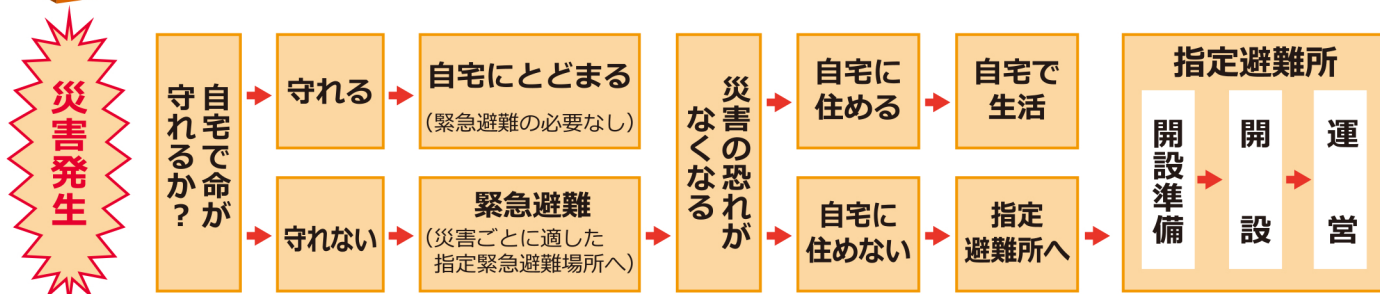 災害発生
自宅で命が
守れるか？
守れる
自宅にとどまる
（緊急避難の必要なし）
守れない
緊急避難
（災害ごとに適した
指定緊急避難場所へ）
災害の恐れが
なくなる
自宅に
住める
自宅で
生活
自宅に
住めない
指定
避難所へ
指定避難所
開設準備
開設
運営